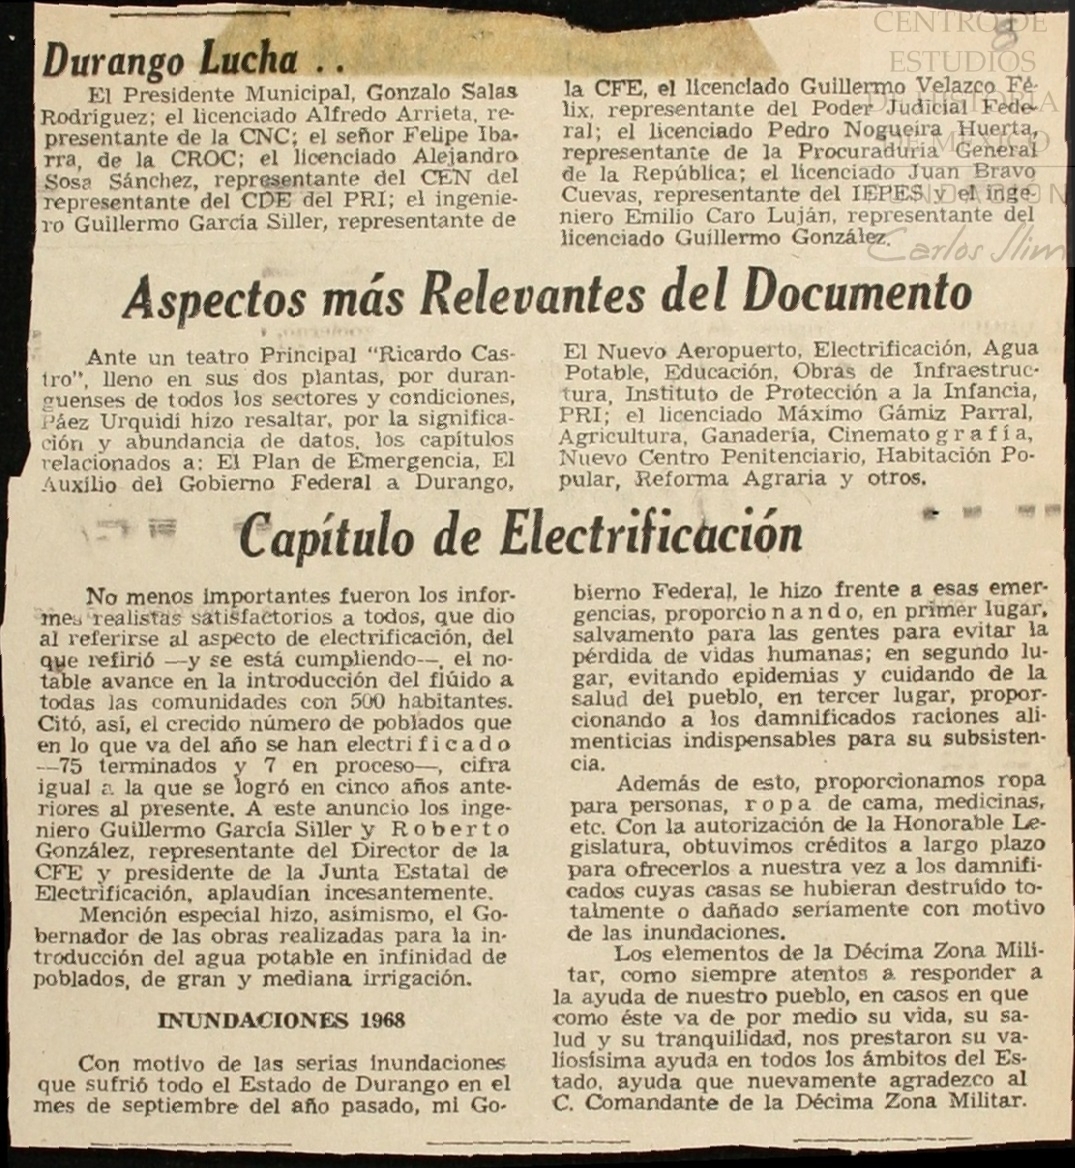 CENTRO DE
ESTUDIOS
DE HISTORIA
DE MÉXICO
FUNDACIÓN
Carlos Slim
8
Durango Lucha . .
El Presidente Municipal, Gonzalo Salas
Rodríguez; el licenciado Alfredo Arrieta, re-
presentante de la CNC; el señor Felipe Iba-
rra, de la CROC; el licenciado Alejandro
Sosa Sánchez, representante del CEN del
representante del CDE del PRI; el ingenie-
ro Guillermo García Siller, representante de
la CFE, el licenciado Guillermo Velazco Fé-
lix, representante del Poder Judicial Fede-
ral; el licenciado Pedro Nogueira Huerta,
representante de la Procuraduría General
de la República; el licenciado Juan Bravo
Cuevas, representante del IEPES y el inge-
niero Emilio Caro Luján, representante del
licenciado Guillermo González.
Aspectos más Relevantes del Documento
Ante un teatro Principal "Ricardo Cas-
tro", lleno en sus dos plantas, por duran-
guenses de todos los sectores y condiciones,
Páez Urquidi hizo resaltar, por la significa-
ción y abundancia de datos, los capítulos
relacionados a: El Plan de Emergencia, El
Auxilio del Gobierno Federal a Durango,
El Nuevo Aeropuerto, Electrificación, Agua
Potable, Educación, Obras de Infraestruc-
tura, Instituto de Protección a la Infancia,
PRI; el licenciado Máximo Gámiz Parral,
Agricultura, Ganadería, Cinematografía,
Nuevo Centro Penitenciario, Habitación Po-
pular, Reforma Agraria y otros.
Capítulo de Electrificación
No menos importantes fueron los infor-
mes realistas satisfactorios a todos, que dio
al referirse al aspecto de electrificación, del
que refirió —y se está cumpliendo—, el no-
table avance en la introducción del flúido a
todas las comunidades con 500 habitantes.
Citó, así, el crecido número de poblados que
en lo que va del año se han electrificado
—75 terminados y 7 en proceso—, cifra
igual a la que se logró en cinco años ante-
riores al presente. A este anuncio los inge-
niero Guillermo García Siller y Roberto
González, representante del Director de la
CFE y presidente de la Junta Estatal de
Electrificación, aplaudían incesantemente.
Mención especial hizo, asimismo, el Go-
bernador de las obras realizadas para la in-
troducción del agua potable en infinidad de
poblados, de gran y mediana irrigación.
INUNDACIONES 1968
Con motivo de las serias inundaciones
que sufrió todo el Estado de Durango en el
mes de septiembre del año pasado, mi Go-
bierno Federal, le hizo frente a esas emer-
gencias, proporcionando, en primer lugar,
salvamento para las gentes para evitar la
pérdida de vidas humanas; en segundo lu-
gar, evitando epidemias y cuidando de la
salud del pueblo, en tercer lugar, propor-
cionando a los damnificados raciones ali-
menticias indispensables para su subsisten-
cia.
Además de esto, proporcionamos ropa
para personas, ropa de cama, medicinas,
etc. Con la autorización de la Honorable Le-
gislatura, obtuvimos créditos a largo plazo
para ofrecerlos a nuestra vez a los damnifi-
cados cuyas casas se hubieran destruído to-
talmente o dañado seriamente con motivo
de las inundaciones.
Los elementos de la Décima Zona Mili-
tar, como siempre atentos a responder a
la ayuda de nuestro pueblo, en casos en que
como éste va de por medio su vida, su sa-
lud y su tranquilidad, nos prestaron su va-
liosísima ayuda en todos los ámbitos del Es-
tado, ayuda que nuevamente agradezco al
C. Comandante de la Décima Zona Militar.